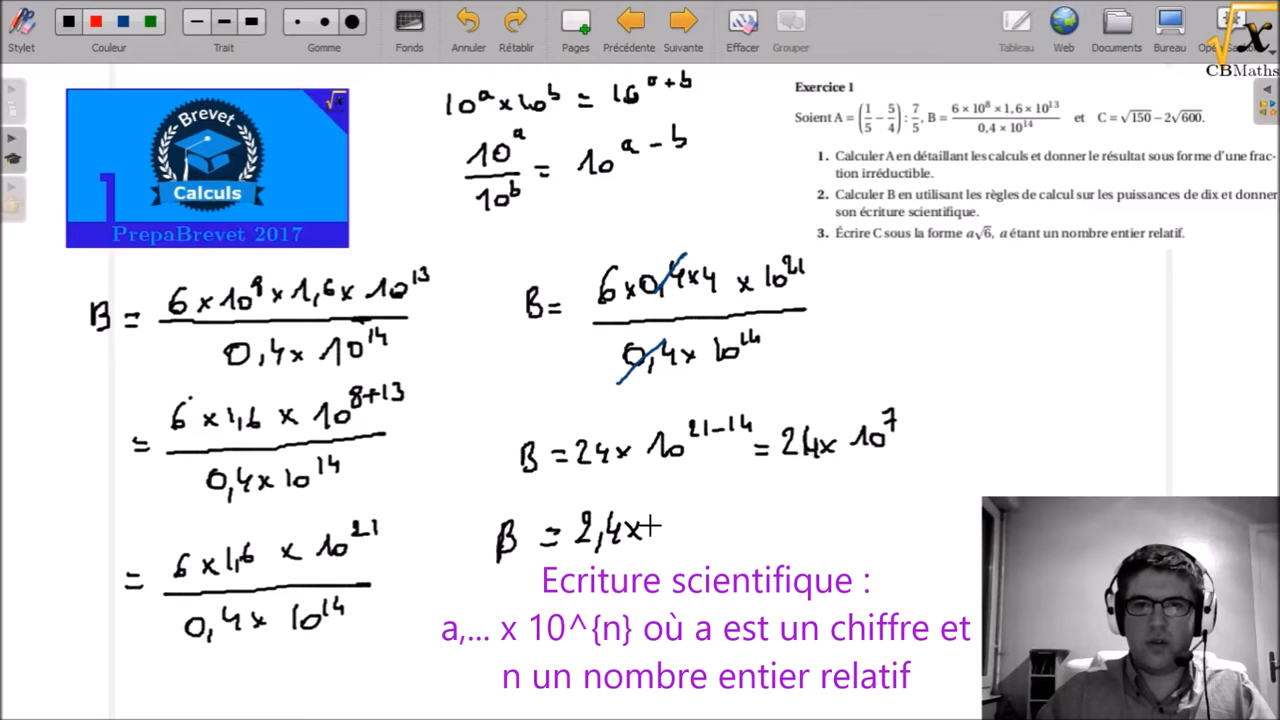 Stylet Couleur Trait Gomme Fonds Annuler Rétablir Pages Précédente Suivante Effacer Grouper Tableau Web Documents Bureau
√x
CBMaths
Brevet
Calculs
1
PrepaBrevet 2017
10^a × 10^b = 10^{a+b}
10^a / 10^b = 10^{a-b}
Exercice 1
Soient A = (1/5 − 5/4) : 7/5, B = (6 × 10^8 × 1,6 × 10^13) / (0,4 × 10^14) et C = √150 − 2√600.
1. Calculer A en détaillant les calculs et donner le résultat sous forme d'une frac-
tion irréductible.
2. Calculer B en utilisant les règles de calcul sur les puissances de dix et donner
son écriture scientifique.
3. Écrire C sous la forme a√6, a étant un nombre entier relatif.
B = (6 × 10^8 × 1,6 × 10^13) / (0,4 × 10^14)
= (6 × 1,6 × 10^{8+13}) / (0,4 × 10^14)
= (6 × 1,6 × 10^21) / (0,4 × 10^14)
B = (6 × 0,4 × 4 × 10^21) / (0,4 × 10^14)
B = 24 × 10^{21-14} = 24 × 10^7
B = 2,4 ×
Ecriture scientifique :
a,... x 10^{n} où a est un chiffre et
n un nombre entier relatif